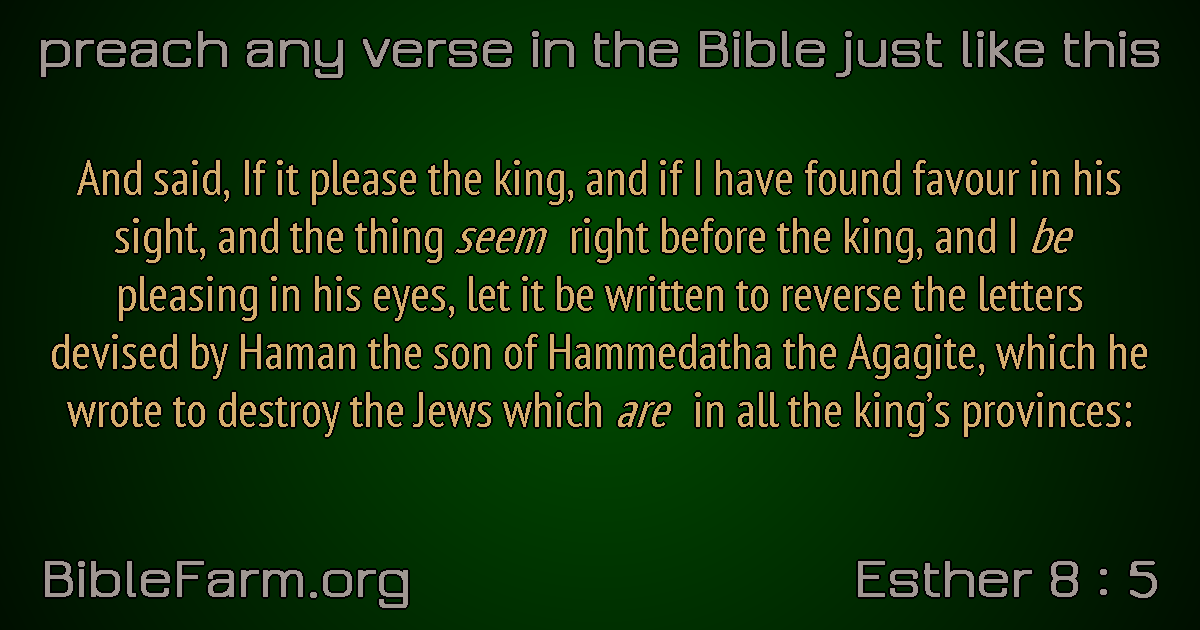 preach any verse in the Bible just like this
And said, If it please the king, and if I have found favour in his
sight, and the thing seem right before the king, and I be
pleasing in his eyes, let it be written to reverse the letters
devised by Haman the son of Hammedatha the Agagite, which he
wrote to destroy the Jews which are in all the king’s provinces:
BibleFarm.org
Esther 8 : 5